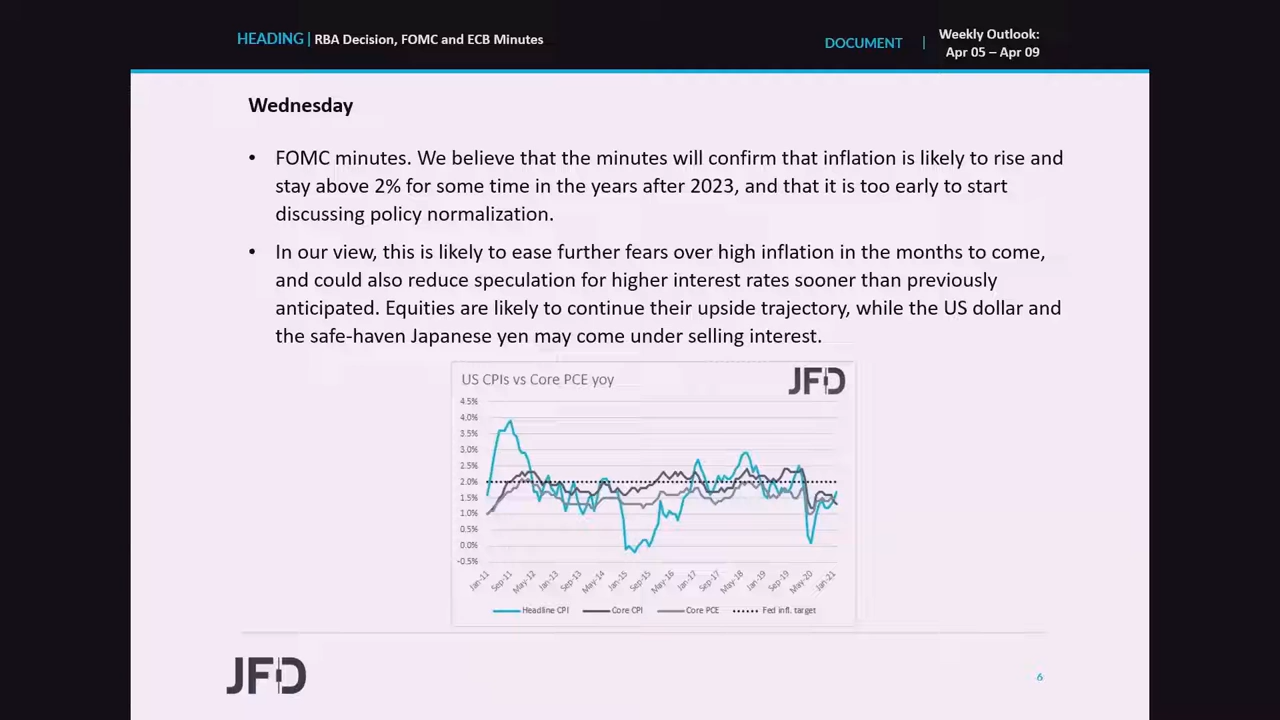 HEADING | RBA Decision, FOMC and ECB Minutes
DOCUMENT | Weekly Outlook:
Apr 05 – Apr 09
Wednesday
• FOMC minutes. We believe that the minutes will confirm that inflation is likely to rise and
stay above 2% for some time in the years after 2023, and that it is too early to start
discussing policy normalization.
• In our view, this is likely to ease further fears over high inflation in the months to come,
and could also reduce speculation for higher interest rates sooner than previously
anticipated. Equities are likely to continue their upside trajectory, while the US dollar and
the safe-haven Japanese yen may come under selling interest.
US CPIs vs Core PCE yoy
JFD
4.5%
4.0%
3.5%
3.0%
2.5%
2.0%
1.5%
1.0%
0.5%
0.0%
-0.5%
Jan-11 Sep-11 May-12 Jan-13 Sep-13 May-14 Jan-15 Sep-15 May-16 Jan-17 Sep-17 May-18 Jan-19 Sep-19 May-20 Jan-21
Headline CPI Core CPI Core PCE Fed infl. target
JFD
6